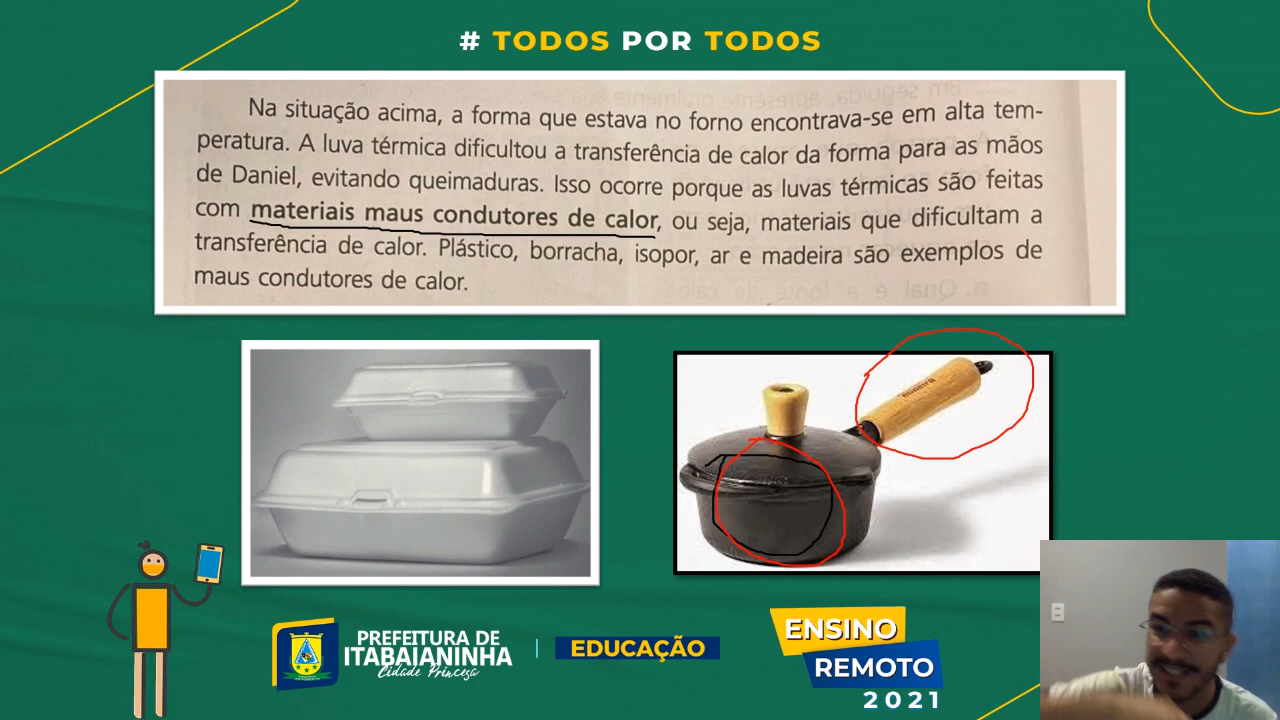 # TODOS POR TODOS
Na situação acima, a forma que estava no forno encontrava-se em alta tem-
peratura. A luva térmica dificultou a transferência de calor da forma para as mãos
de Daniel, evitando queimaduras. Isso ocorre porque as luvas térmicas são feitas
com materiais maus condutores de calor, ou seja, materiais que dificultam a
transferência de calor. Plástico, borracha, isopor, ar e madeira são exemplos de
maus condutores de calor.
PREFEITURA DE
ITABAIANINHA
Cidade Princesa
EDUCAÇÃO
ENSINO
REMOTO
2021